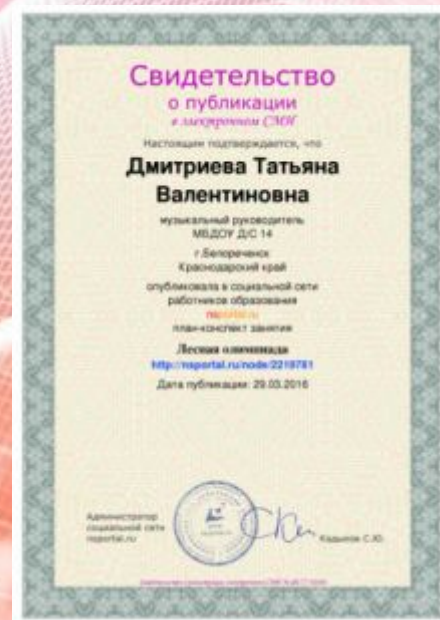 Свидетельство
о публикации
в электронном СМИ
Настоящим подтверждается, что
Дмитриева Татьяна
Валентиновна
музыкальный руководитель
МБДОУ Д/С 14
г.Белореченск
Краснодарский край
опубликовала в социальной сети
работников образования
nsportal.ru
план-конспект занятия
Лесная олимпиада
http://nsportal.ru/node/2219781
Дата публикации: 29.03.2016
Администратор
социальной сети
nsportal.ru
С.Ю.